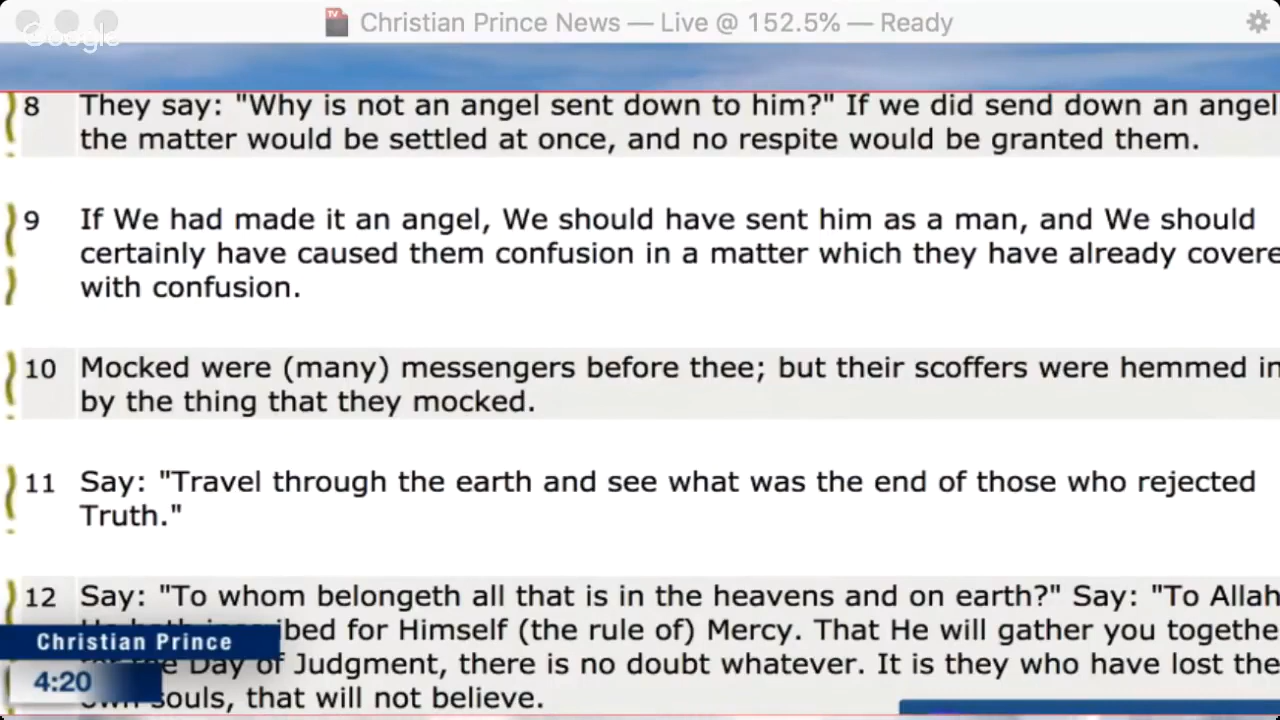 Christian Prince News — Live @ 152.5% — Ready
Google
8 They say: "Why is not an angel sent down to him?" If we did send down an angel
the matter would be settled at once, and no respite would be granted them.
9 If We had made it an angel, We should have sent him as a man, and We should
certainly have caused them confusion in a matter which they have already covere
with confusion.
10 Mocked were (many) messengers before thee; but their scoffers were hemmed in
by the thing that they mocked.
11 Say: "Travel through the earth and see what was the end of those who rejected
Truth."
12 Say: "To whom belongeth all that is in the heavens and on earth?" Say: "To Allah
bed for Himself (the rule of) Mercy. That He will gather you togethe
Christian Prince
the Day of Judgment, there is no doubt whatever. It is they who have lost the
4:20
own souls, that will not believe.